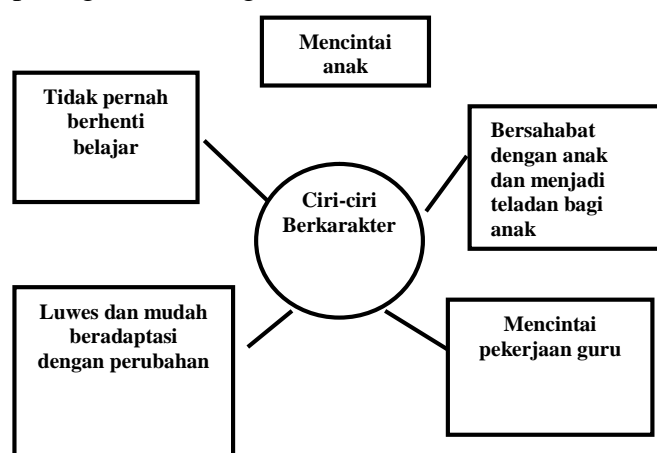 Mencintai
anak
Tidak pernah
berhenti
belajar
Bersahabat
dengan anak
dan menjadi
teladan bagi
anak
Ciri-ciri
Berkarakter
Luwes dan mudah
beradaptasi
dengan perubahan
Mencintai
pekerjaan guru